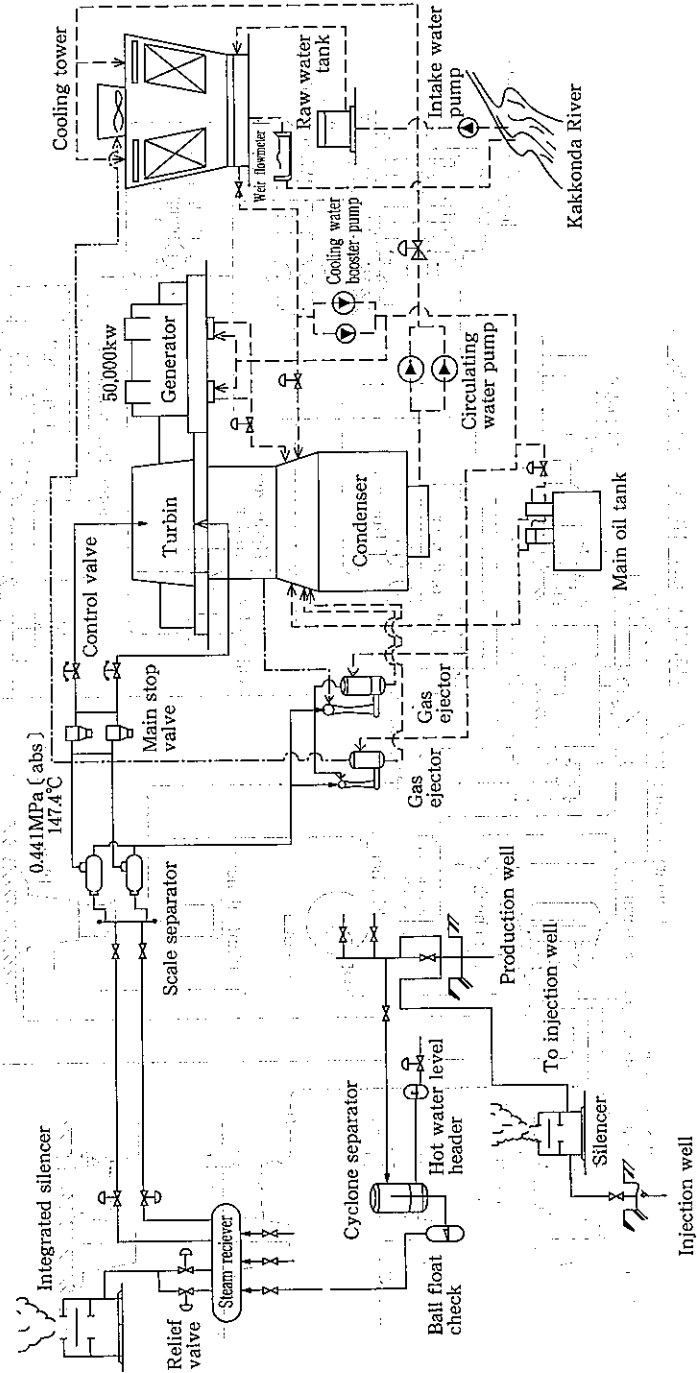 Integrated silencer
Relief
valve
Steam reciever
Ball float
check
Cyclone separator
Hot water level
header
Silencer
Injection well
To injection well
Production well
Scale separator
0.441MPa〔abs〕
147.4℃
Main stop
valve
Control valve
Gas
ejector
Gas
ejector
Turbin
Condenser
50,000kw
Generator
Main oil tank
Circulating
water pump
Cooling water
booster pump
Cooling tower
Weir flowmeter
Raw water
tank
Intake water
pump
Kakkonda River